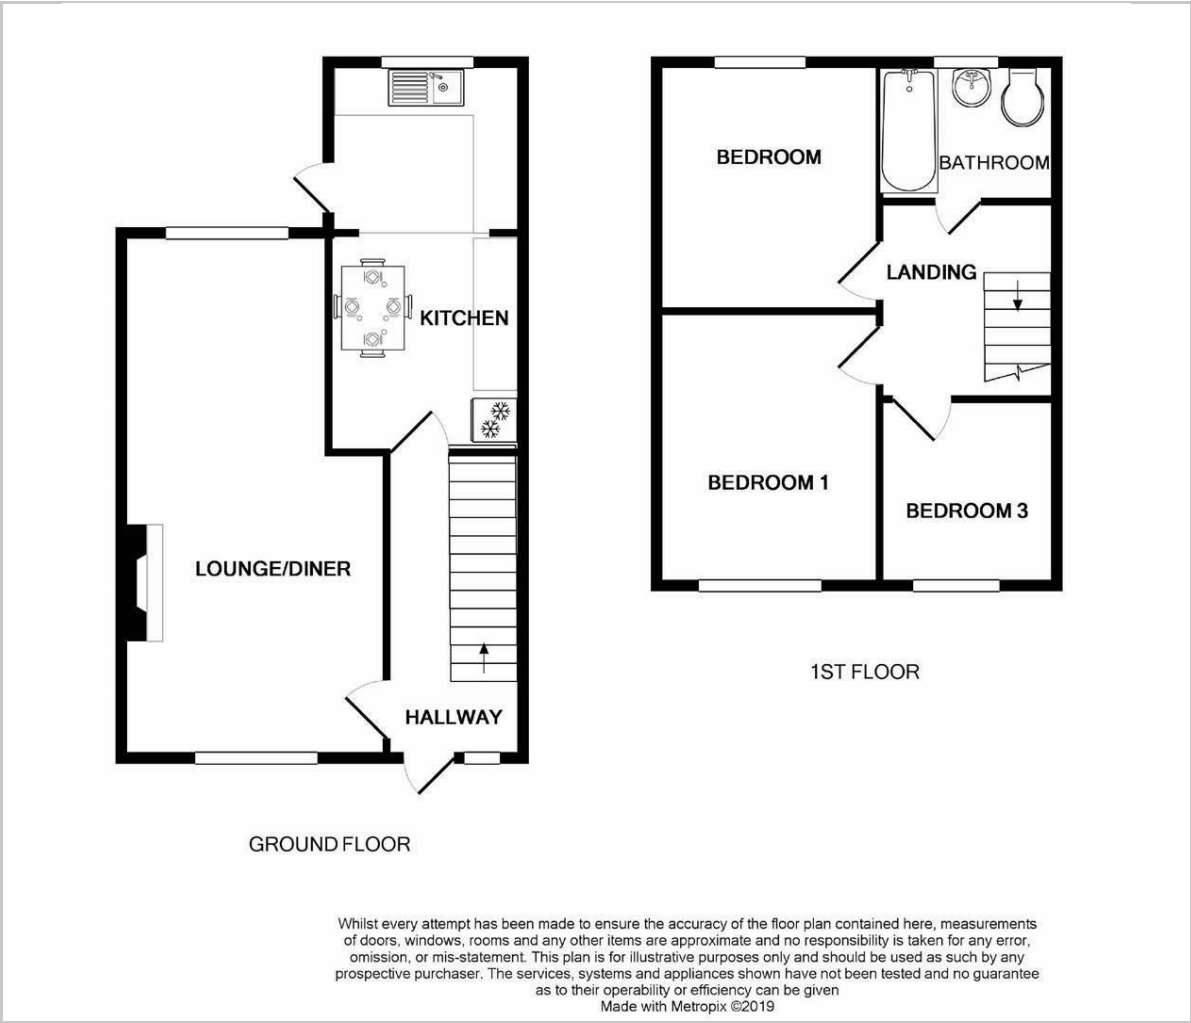 KITCHEN
LOUNGE/DINER
HALLWAY
GROUND FLOOR
BEDROOM
BATHROOM
LANDING
BEDROOM 1
BEDROOM 3
1ST FLOOR
Whilst every attempt has been made to ensure the accuracy of the floor plan contained here, measurements
of doors, windows, rooms and any other items are approximate and no responsibility is taken for any error,
omission, or mis-statement. This plan is for illustrative purposes only and should be used as such by any
prospective purchaser. The services, systems and appliances shown have not been tested and no guarantee
as to their operability or efficiency can be given
Made with Metropix ©2019